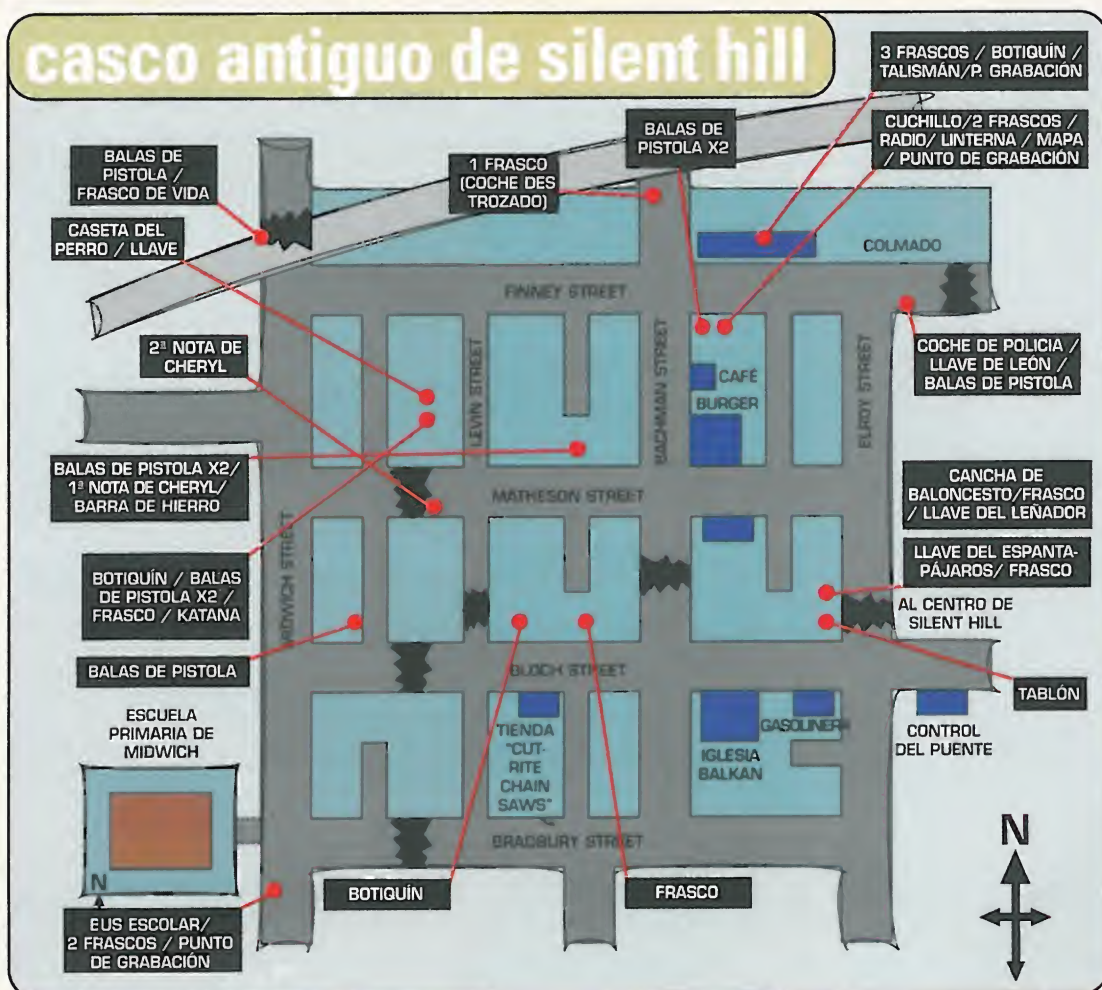 casco antiguo de silent hill
3 FRASCOS / BOTIQUÍN /
TALISMÁN/P. GRABACIÓN
BALAS DE
PISTOLA X2
CUCHILLO/2 FRASCOS /
RADIO/ LINTERNA / MAPA
/ PUNTO DE GRABACIÓN
BALAS DE
PISTOLA /
FRASCO DE VIDA
1 FRASCO
(COCHE DES
TROZADO)
CASETA DEL
PERRO / LLAVE
COLMADO
FINNEY STREET
2ª NOTA DE
CHERYL
LEVIN STREET
BACHMAN STREET
CAFÉ
BURGER
ELROY STREET
COCHE DE POLICIA /
LLAVE DE LEÓN /
BALAS DE PISTOLA
BALAS DE PISTOLA X2/
1ª NOTA DE CHERYL/
BARRA DE HIERRO
MATHESON STREET
CANCHA DE
BALONCESTO/FRASCO
/ LLAVE DEL LEÑADOR
BOTIQUÍN / BALAS
DE PISTOLA X2 /
FRASCO / KATANA
MIDWICH STREET
LLAVE DEL ESPANTA-
PÁJAROS/ FRASCO
AL CENTRO DE
SILENT HILL
BALAS DE PISTOLA
BLOCH STREET
TABLÓN
ESCUELA
PRIMARIA DE
MIDWICH
TIENDA
"CUT-
RITE
CHAIN
SAWS"
IGLESIA
BALKAN
GASOLINERA
CONTROL
DEL PUENTE
BRADBURY STREET
N
N
BOTIQUÍN
FRASCO
BUS ESCOLAR/
2 FRASCOS / PUNTO
DE GRABACIÓN